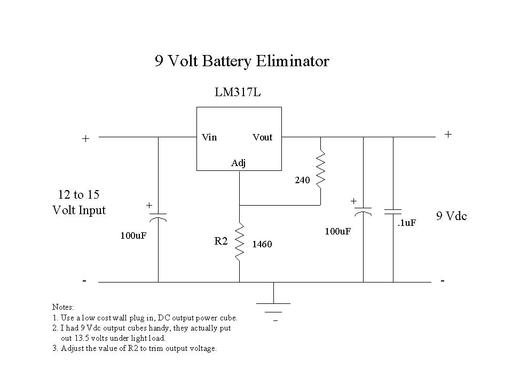 9 Volt Battery Eliminator
LM317L
+
Vin
Vout
+
Adj
240
12 to 15
Volt Input
+
100uF
R2
1460
+
100uF
.1uF
9 Vdc
-
-
Notes:
1. Use a low cost wall plug in, DC output power cube.
2. I had 9 Vdc output cubes handy, they actually put
out 13.5 volts under light load.
3. Adjust the value of R2 to trim output voltage.